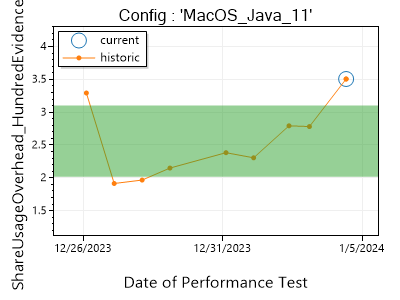 Config : 'MacOS_Java_11'
current
historic
ShareUsageOverhead_HundredEvidence
4
3.5
3
2.5
2
1.5
12/26/2023
12/31/2023
1/5/2024
Date of Performance Test